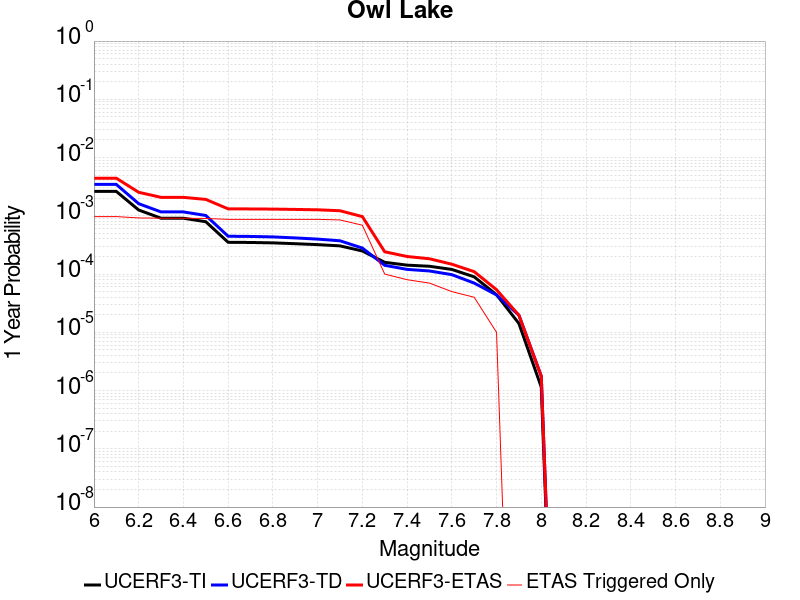 Owl Lake
10^0
10^-1
10^-2
10^-3
10^-4
10^-5
10^-6
10^-7
10^-8
1 Year Probability
6 6.2 6.4 6.6 6.8 7 7.2 7.4 7.6 7.8 8 8.2 8.4 8.6 8.8 9
Magnitude
UCERF3-TI UCERF3-TD UCERF3-ETAS ETAS Triggered Only